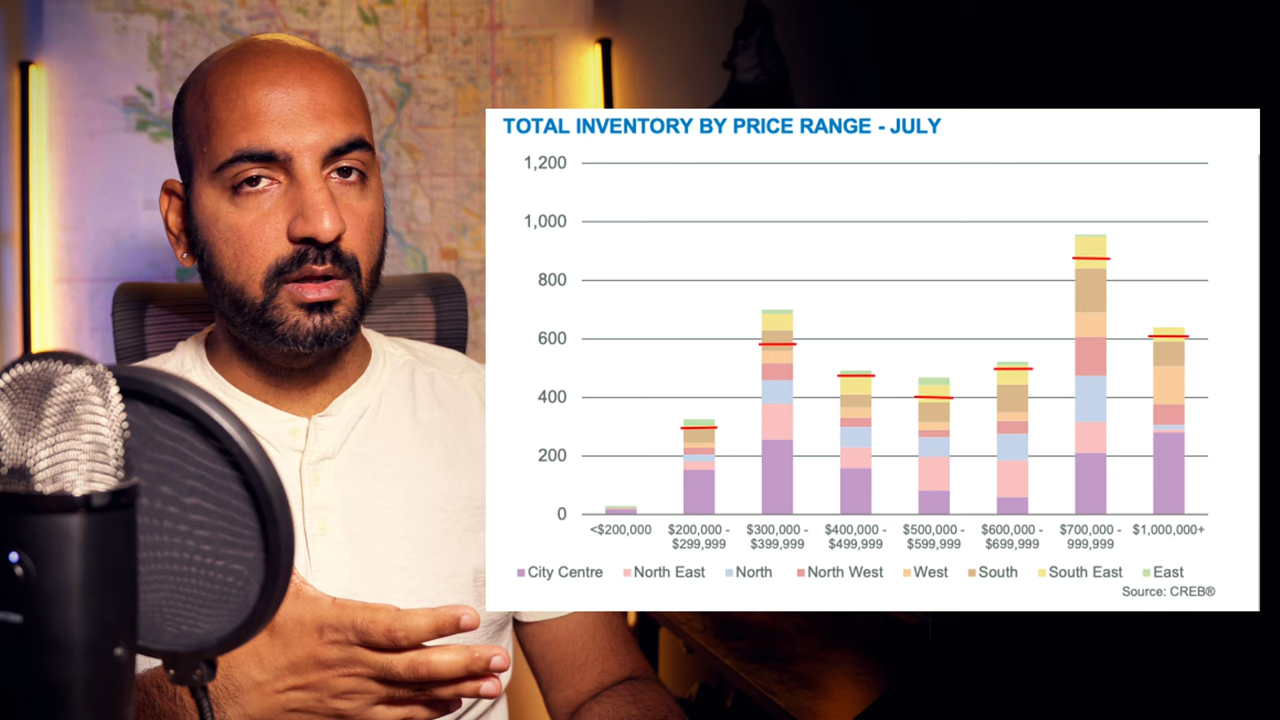 TOTAL INVENTORY BY PRICE RANGE - JULY
1,200
1,000
800
600
400
200
0
<$200,000 $200,000 - $300,000 - $400,000 - $500,000 - $600,000 - $700,000 - $1,000,000+
$299,999 $399,999 $499,999 $599,999 $699,999 999,999
City Centre North East North North West West South South East East
Source: CREB®